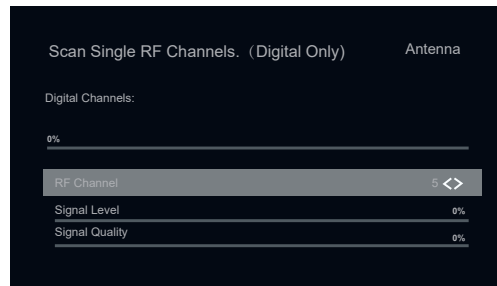 Scan Single RF Channels.（Digital Only) Antenna
Digital Channels:
0%
RF Channel 5 <>
Signal Level 0%
Signal Quality 0%